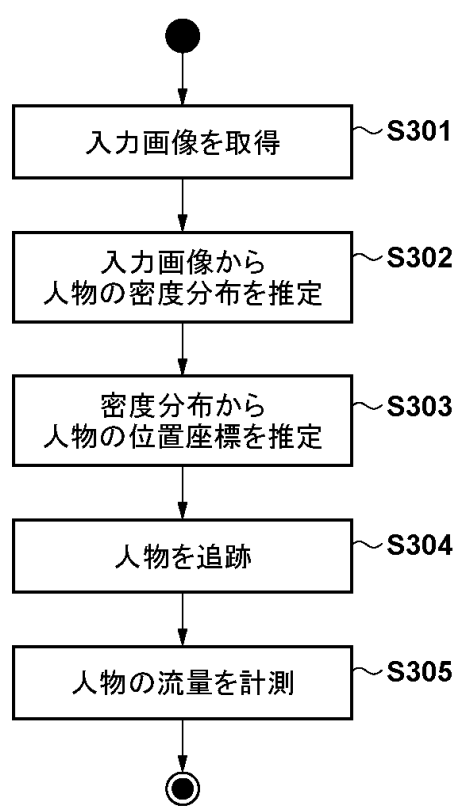 入力画像を取得
S301
入力画像から
人物の密度分布を推定
S302
密度分布から
人物の位置座標を推定
S303
人物を追跡
S304
人物の流量を計測
S305